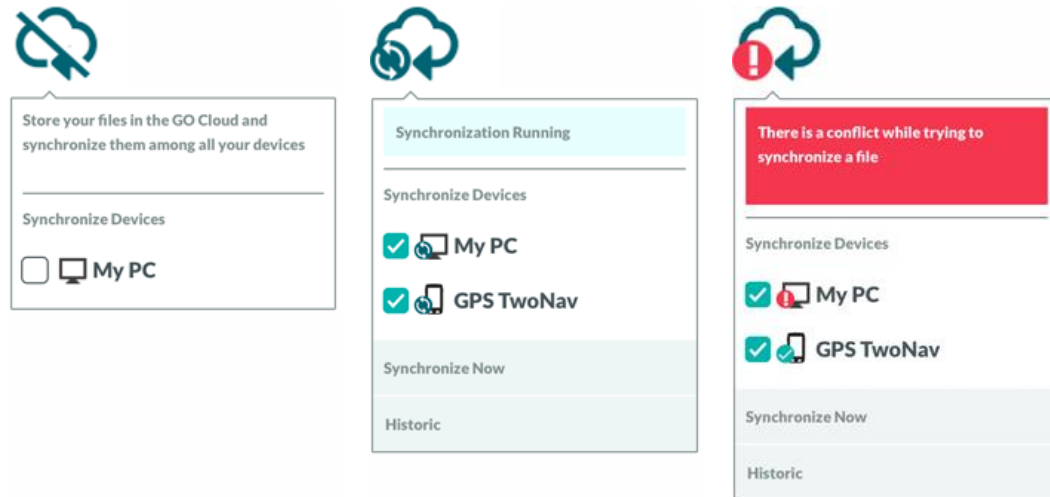 Store your files in the GO Cloud and
synchronize them among all your devices
Synchronize Devices
My PC
Synchronization Running
Synchronize Devices
My PC
GPS TwoNav
Synchronize Now
Historic
There is a conflict while trying to
synchronize a file
Synchronize Devices
My PC
GPS TwoNav
Synchronize Now
Historic